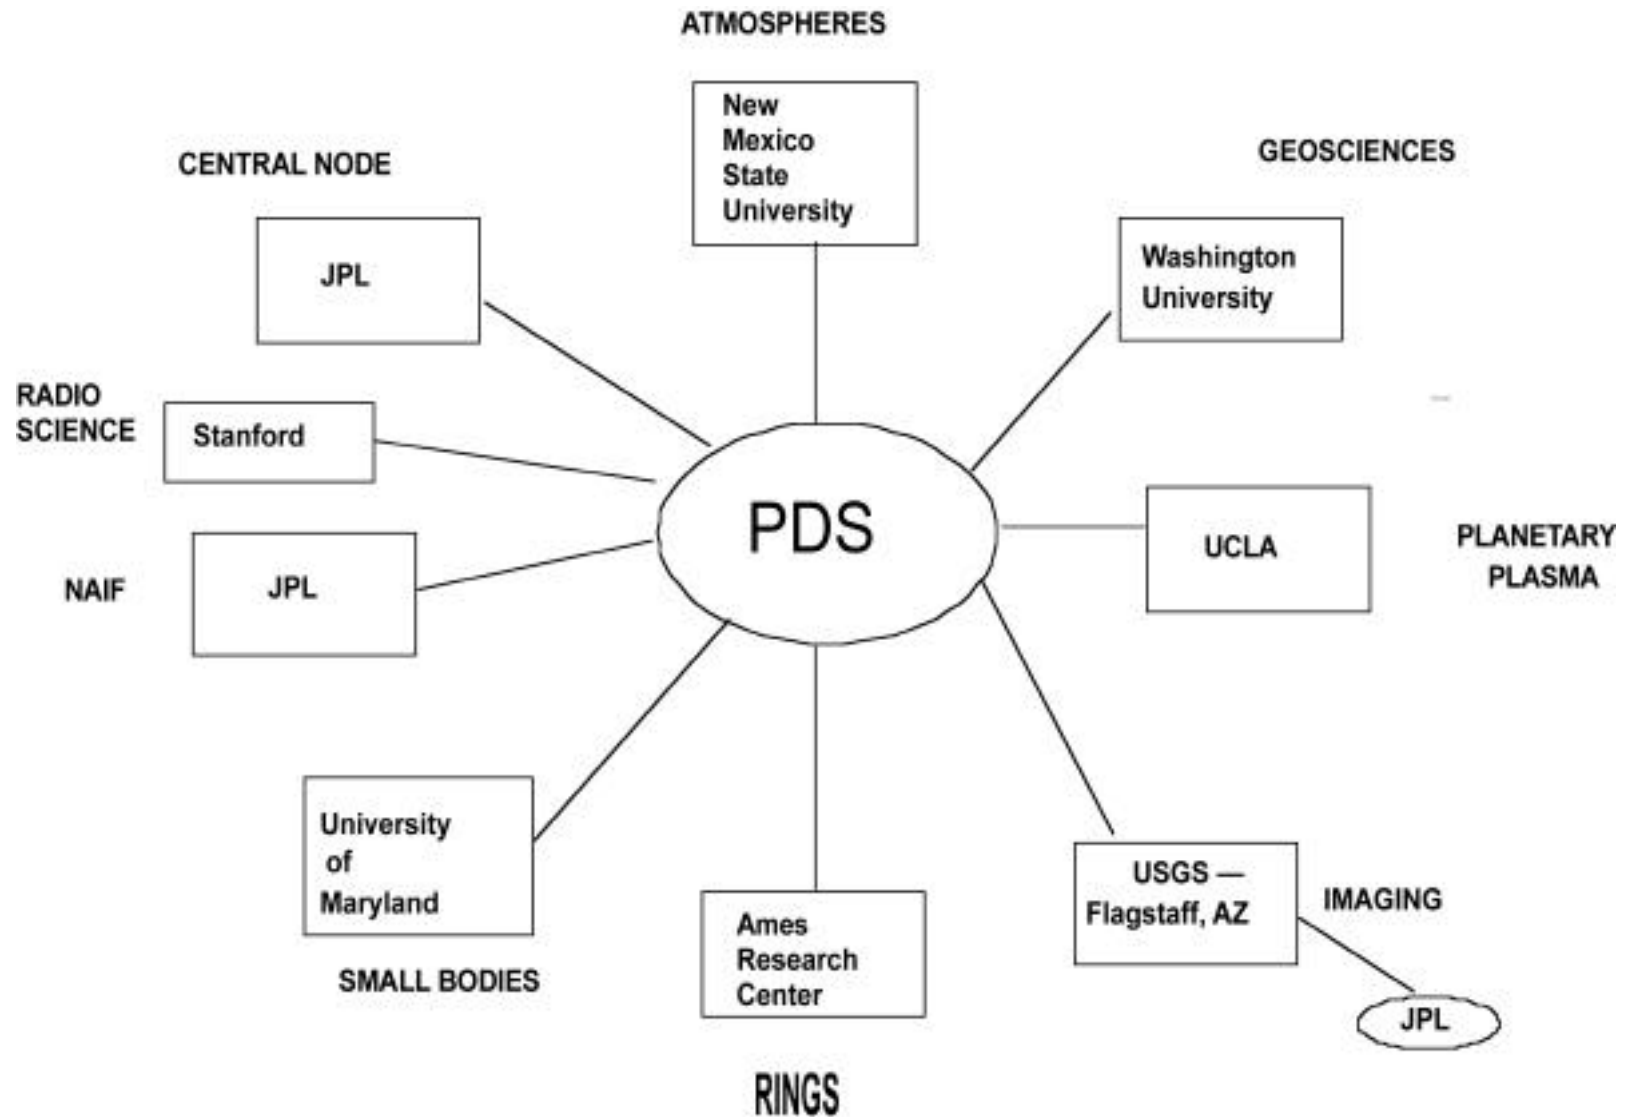 ATMOSPHERES
New
Mexico
State
University
CENTRAL NODE
JPL
GEOSCIENCES
Washington
University
RADIO
SCIENCE
Stanford
PDS
UCLA
PLANETARY
PLASMA
NAIF
JPL
University
of
Maryland
SMALL BODIES
Ames
Research
Center
RINGS
USGS —
Flagstaff, AZ
IMAGING
JPL